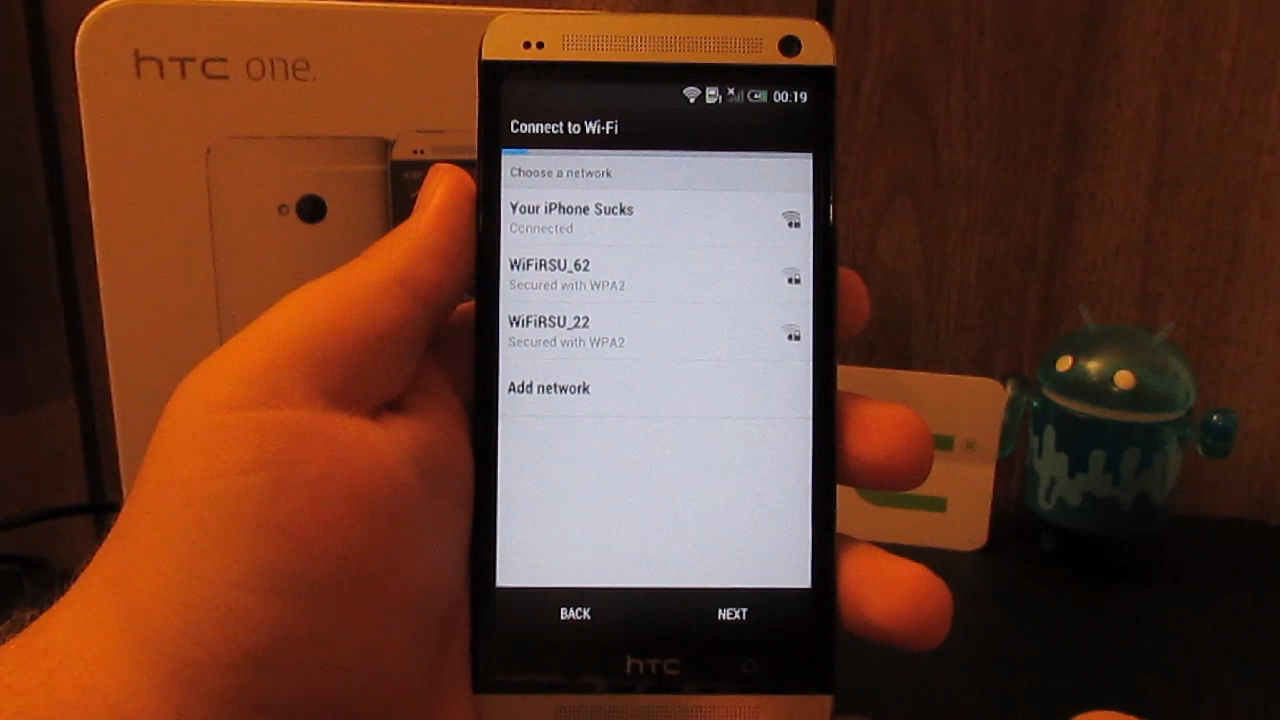 hTC one.
00:19
Connect to Wi-Fi
Choose a network
Your iPhone Sucks
Connected
WiFiRSU_62
Secured with WPA2
WiFiRSU_22
Secured with WPA2
Add network
BACK
NEXT
hTC